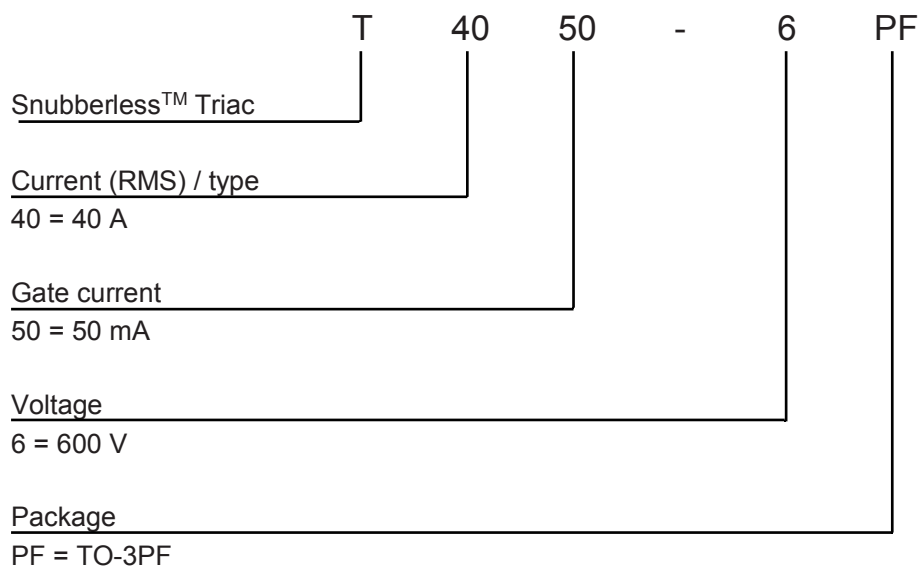 T 40 50 - 6 PF
Snubberless™ Triac
Current (RMS) / type
40 = 40 A
Gate current
50 = 50 mA
Voltage
6 = 600 V
Package
PF = TO-3PF